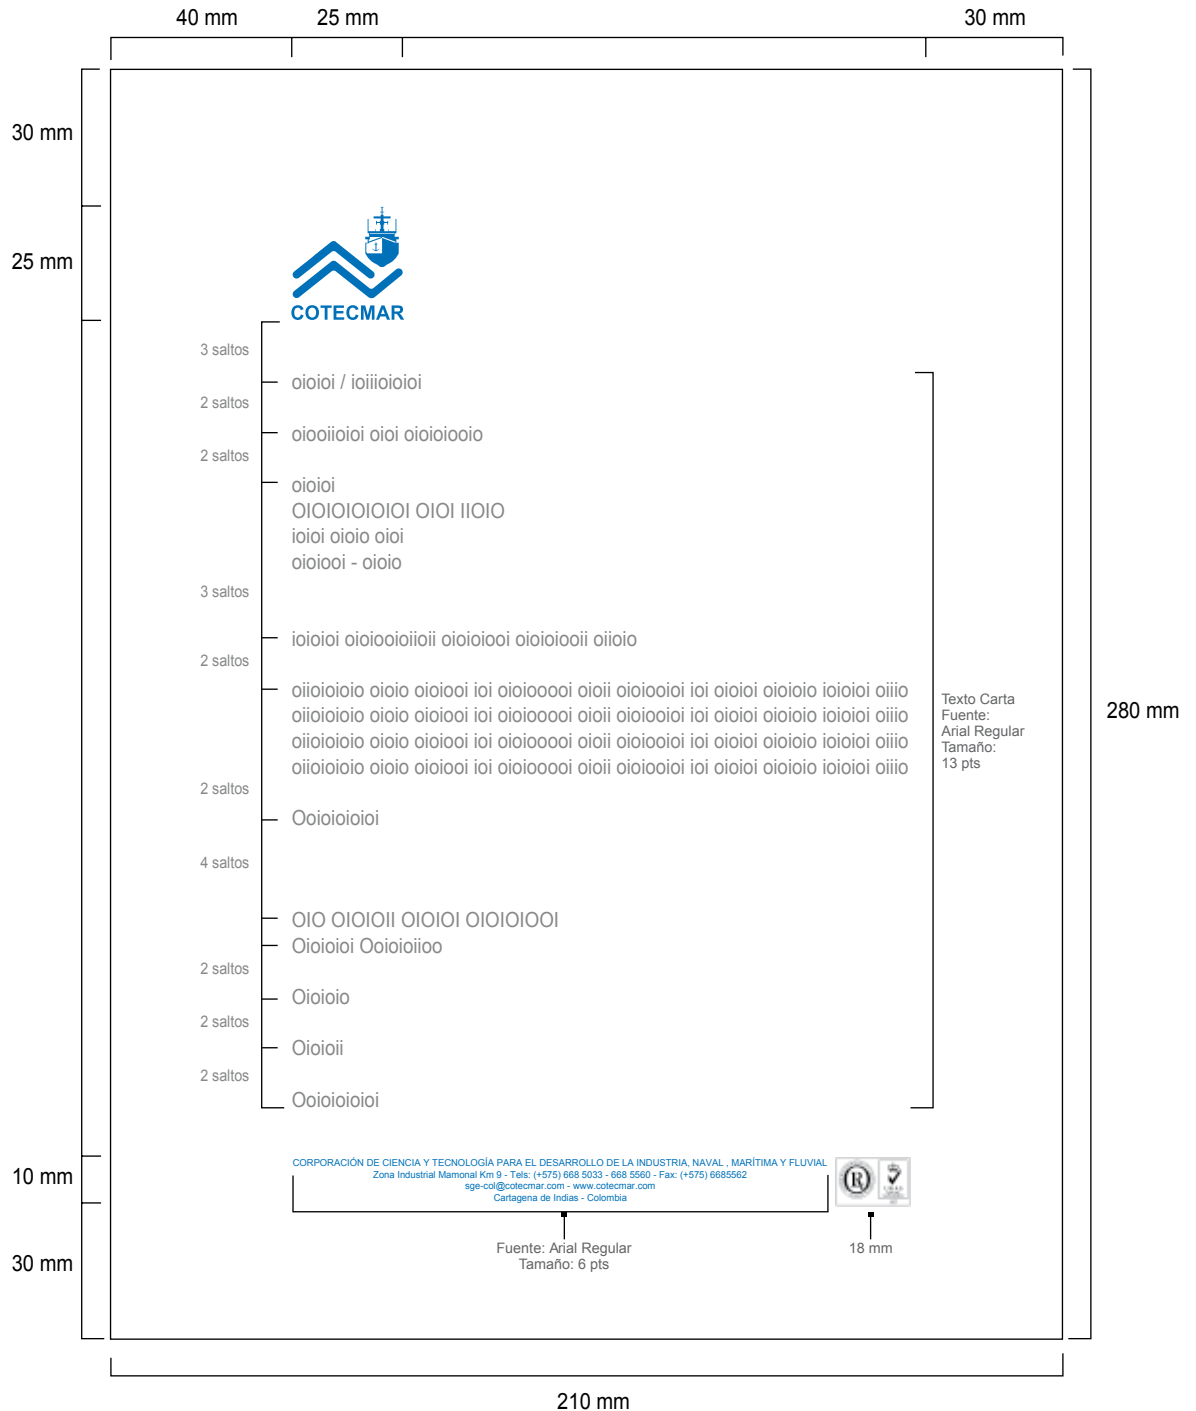 40 mm 25 mm 30 mm
30 mm
25 mm
COTECMAR
3 saltos
oioioi / ioiiioioioi
2 saltos
oiooiioioi oioi oioioiooio
2 saltos
oioioi
OIOIOIOIOIOI OIOI IIOIO
ioioi oioio oioi
oioiooi - oioio
3 saltos
ioioioi oioiooioiioii oioioiooi oioioiooii oiioio
2 saltos
oiioioioio oioio oioiooi ioi oioiooooi oioii oioiooioi ioi oioioi oioioio ioioioi oiiio
oiioioioio oioio oioiooi ioi oioiooooi oioii oioiooioi ioi oioioi oioioio ioioioi oiiio
oiioioioio oioio oioiooi ioi oioiooooi oioii oioiooioi ioi oioioi oioioio ioioioi oiiio
oiioioioio oioio oioiooi ioi oioiooooi oioii oioiooioi ioi oioioi oioioio ioioioi oiiio
Texto Carta
Fuente:
Arial Regular
Tamaño:
13 pts
280 mm
2 saltos
Ooioioioioi
4 saltos
OIO OIOIOII OIOIOI OIOIOIOOI
Oioioioi Ooioioiioo
2 saltos
Oioioio
2 saltos
Oioioii
2 saltos
Ooioioioioi
10 mm
CORPORACIÓN DE CIENCIA Y TECNOLOGÍA PARA EL DESARROLLO DE LA INDUSTRIA, NAVAL , MARÍTIMA Y FLUVIAL
Zona Industrial Mamonal Km 9 - Tels: (+575) 668 5033 - 668 5560 - Fax: (+575) 6685562
sge-col@cotecmar.com - www.cotecmar.com
Cartagena de Indias - Colombia
30 mm
Fuente: Arial Regular
Tamaño: 6 pts
18 mm
210 mm